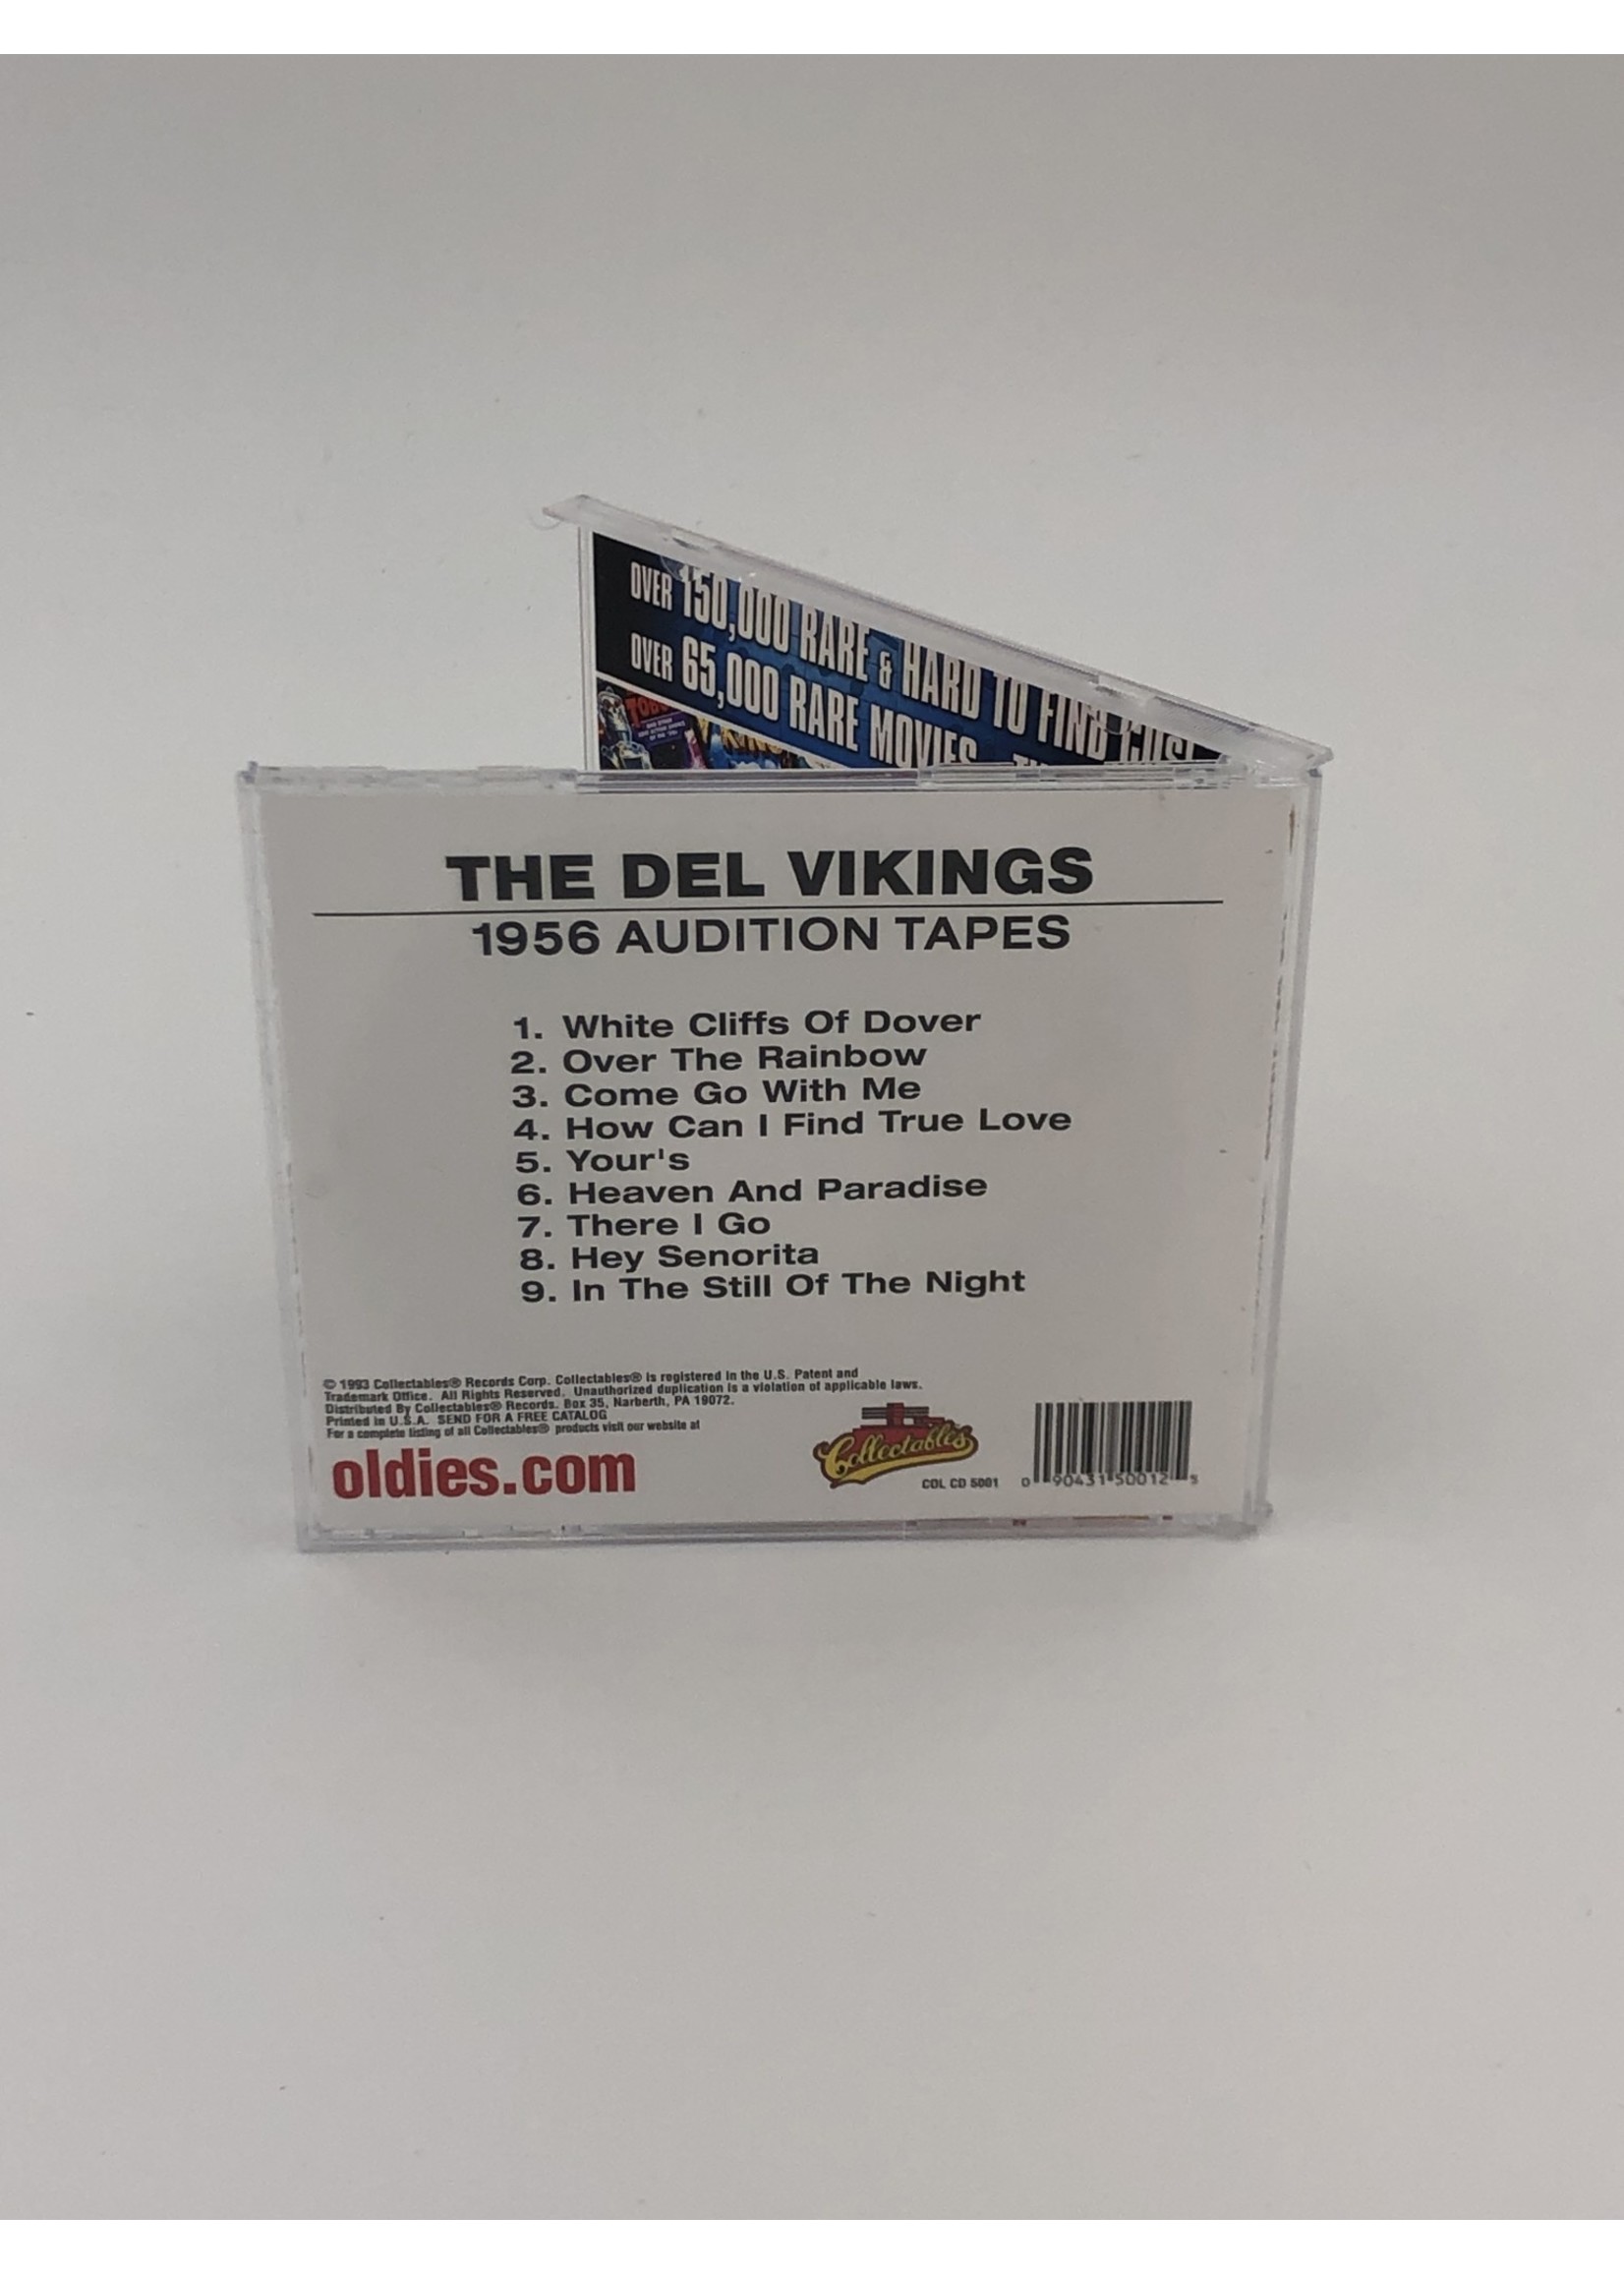 OVER 150,000 RARE & HARD TO FIND
OVER 65,000 RARE MOVIES
THE DEL VIKINGS
1956 AUDITION TAPES
1. White Cliffs Of Dover
2. Over The Rainbow
3. Come Go With Me
4. How Can I Find True Love
5. Your's
6. Heaven And Paradise
7. There I Go
8. Hey Senorita
9. In The Still Of The Night
© 1993 Collectables® Records Corp. Collectables® is registered in the U.S. Patent and
Trademark Office. All Rights Reserved. Unauthorized duplication is a violation of applicable laws.
Distributed By Collectables® Records. Box 35, Narberth, PA 19072.
Printed in U.S.A. SEND FOR A FREE CATALOG
For a complete listing of all Collectables® products visit our website at
oldies.com
Collectables
COL CD 5001
0 90431 50012 5